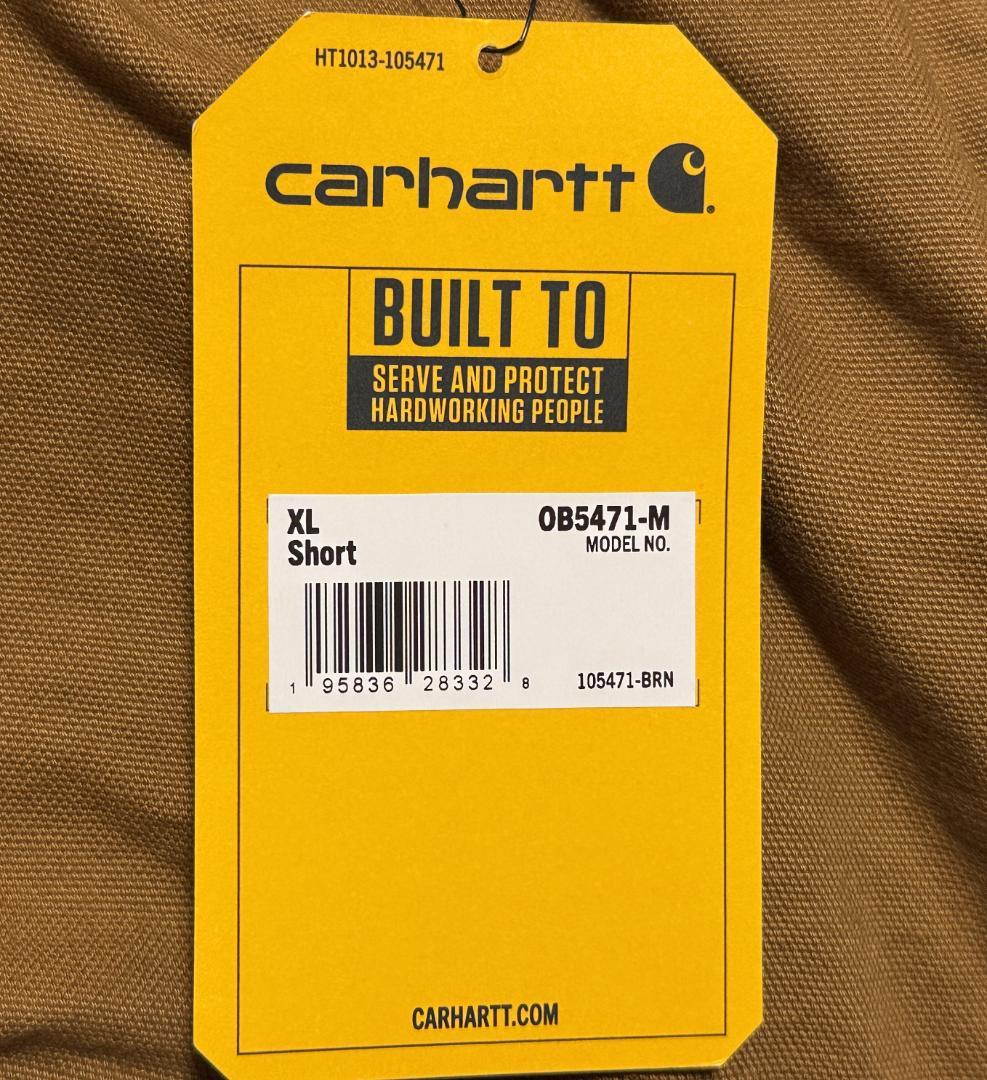 HT1013-105471
carhartt
BUILT TO
SERVE AND PROTECT
HARDWORKING PEOPLE
XL
Short
OB5471-M
MODEL NO.
1 95836 28332 8
105471-BRN
CARHARTT.COM